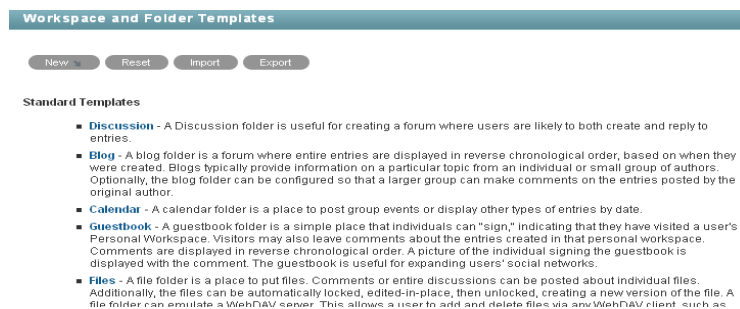 Workspace and Folder Templates
New Reset Import Export
Standard Templates
Discussion - A Discussion folder is useful for creating a forum where users are likely to both create and reply to
entries.
Blog - A blog folder is a forum where entire entries are displayed in reverse chronological order, based on when they
were created. Blogs typically provide information on a particular topic from an individual or small group of authors.
Optionally, the blog folder can be configured so that a larger group can make comments on the entries posted by the
original author.
Calendar - A calendar folder is a place to post group events or display other types of entries by date.
Guestbook - A guestbook folder is a simple place that individuals can "sign," indicating that they have visited a user's
Personal Workspace. Visitors may also leave comments about the entries created in that personal workspace.
Comments are displayed in reverse chronological order. A picture of the individual signing the guestbook is
displayed with the comment. The guestbook is useful for expanding users' social networks.
Files - A file folder is a place to put files. Comments or entire discussions can be posted about individual files.
Additionally, the files can be automatically locked, edited-in-place, then unlocked, creating a new version of the file. A
file folder can emulate a WebDAV server. This allows a user to add and delete files via any WebDAV client, such as